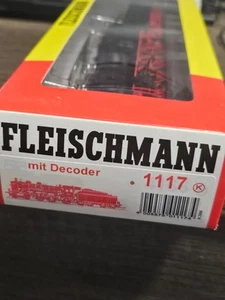 FLEISCHMANN
mit Decoder
1117 K